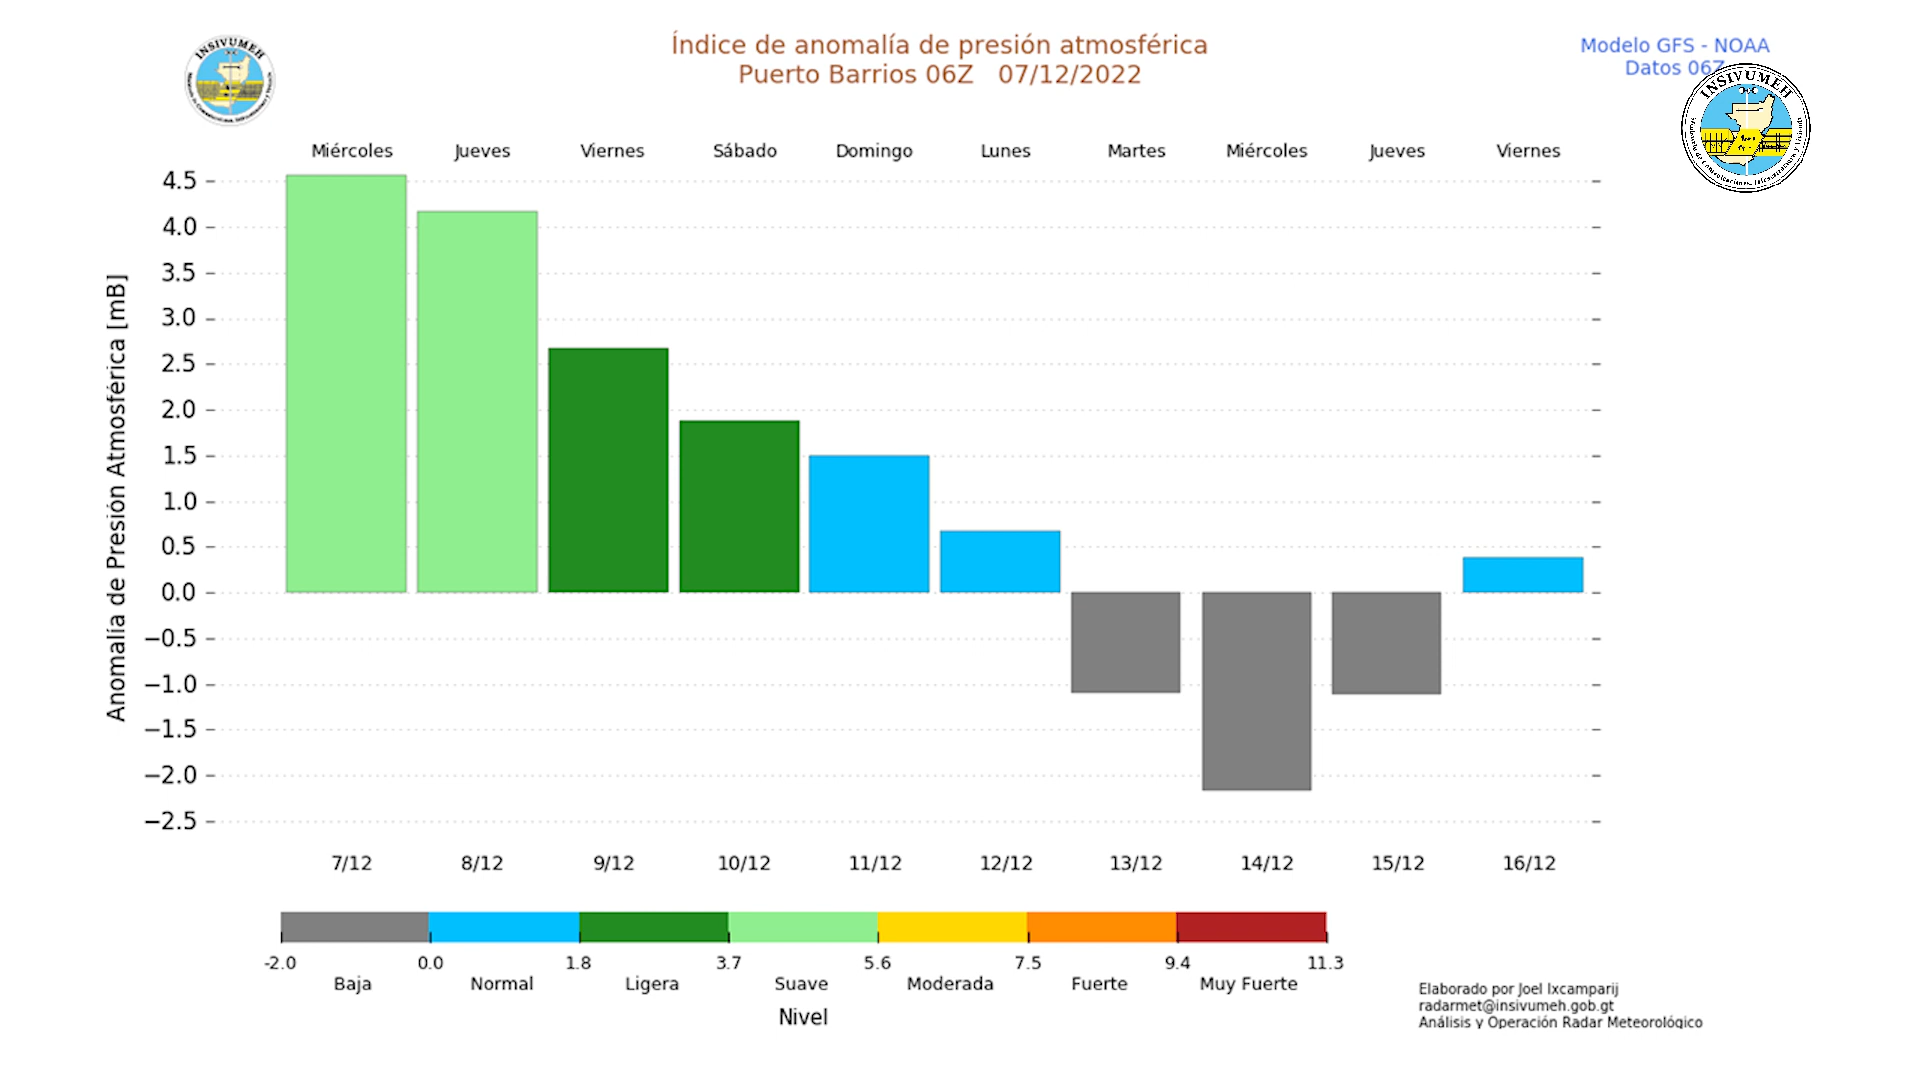 INSIVUMEH
Índice de anomalía de presión atmosférica
Puerto Barrios 06Z 07/12/2022
Modelo GFS - NOAA
Datos 06Z
INSIVUMEH
Miércoles Jueves Viernes Sábado Domingo Lunes Martes Miércoles Jueves Viernes
Anomalía de Presión Atmosférica [mB]
4.5
4.0
3.5
3.0
2.5
2.0
1.5
1.0
0.5
0.0
−0.5
−1.0
−1.5
−2.0
−2.5
7/12 8/12 9/12 10/12 11/12 12/12 13/12 14/12 15/12 16/12
-2.0 0.0 1.8 3.7 5.6 7.5 9.4 11.3
Baja Normal Ligera Suave Moderada Fuerte Muy Fuerte
Nivel
Elaborado por Joel Ixcamparij
radarmet@insivumeh.gob.gt
Análisis y Operación Radar Meteorológico